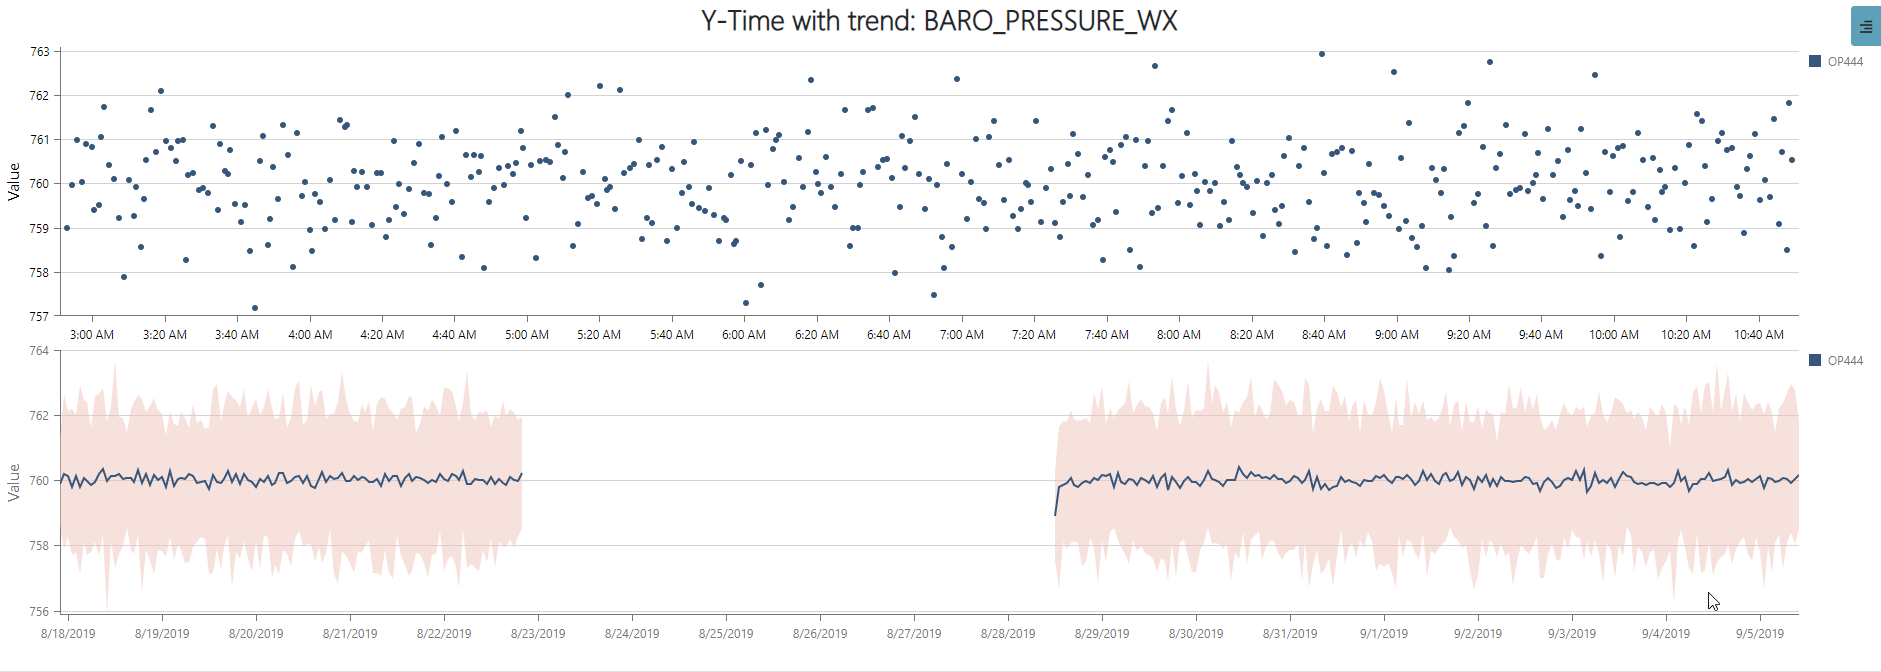 Y-Time with trend: BARO_PRESSURE_WX
763
762
761
760
759
758
757
Value
OP444
3:00 AM 3:20 AM 3:40 AM 4:00 AM 4:20 AM 4:40 AM 5:00 AM 5:20 AM 5:40 AM 6:00 AM 6:20 AM 6:40 AM 7:00 AM 7:20 AM 7:40 AM 8:00 AM 8:20 AM 8:40 AM 9:00 AM 9:20 AM 9:40 AM 10:00 AM 10:20 AM 10:40 AM
764
762
760
758
756
Value
OP444
8/18/2019 8/19/2019 8/20/2019 8/21/2019 8/22/2019 8/23/2019 8/24/2019 8/25/2019 8/26/2019 8/27/2019 8/28/2019 8/29/2019 8/30/2019 8/31/2019 9/1/2019 9/2/2019 9/3/2019 9/4/2019 9/5/2019